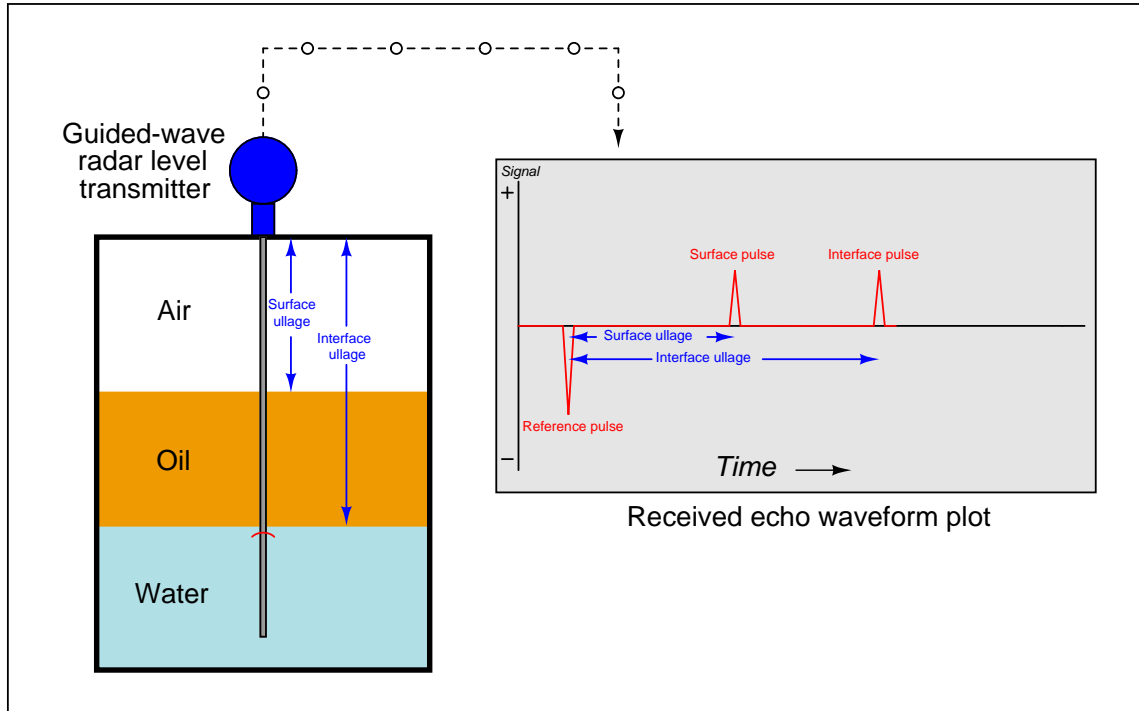 Guided-wave
radar level
transmitter
Air
Oil
Water
Surface
ullage
Interface
ullage
Signal
+
−
Surface pulse
Interface pulse
Surface ullage
Interface ullage
Reference pulse
Time
Received echo waveform plot